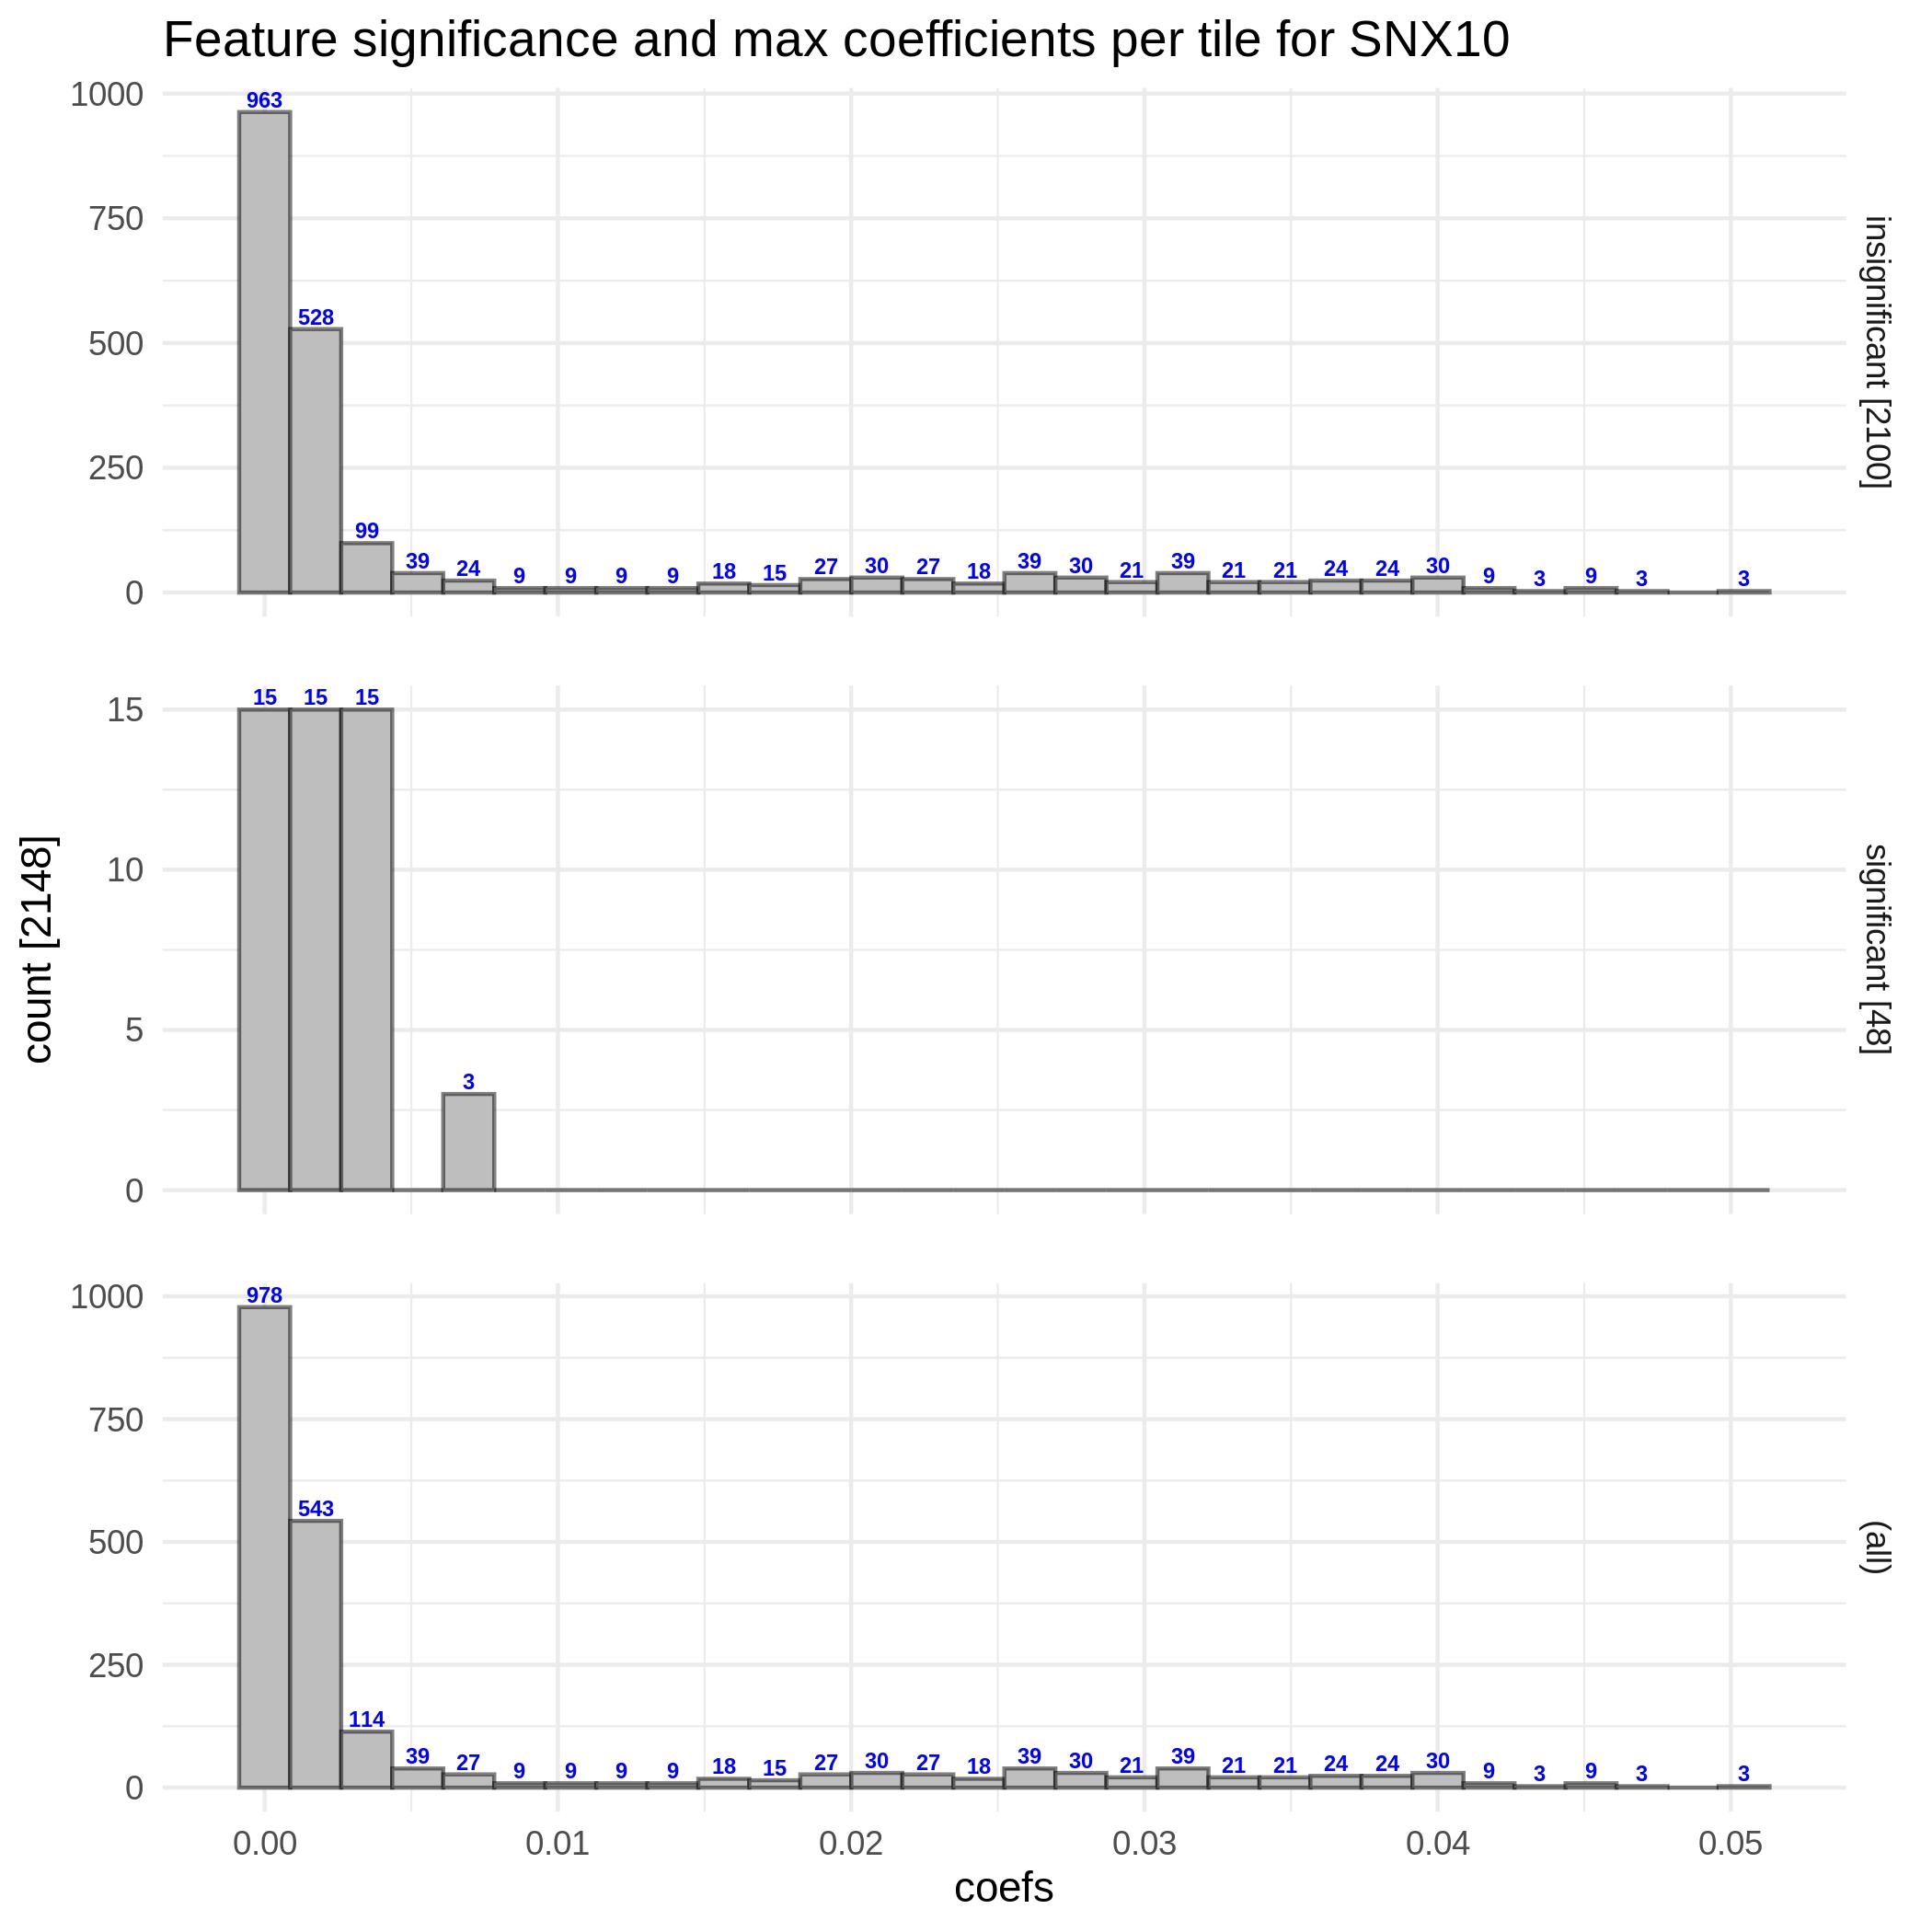 Feature significance and max coefficients per tile for SNX10
1000
750
500
250
0
963 528 99 39 24 9 9 9 9 18 15 27 30 27 18 39 30 21 39 21 21 24 24 30 9 3 9 3 3
insignificant [2100]
count [2148]
15
10
5
0
15 15 15 3
significant [48]
1000
750
500
250
0
978 543 114 39 27 9 9 9 9 18 15 27 30 27 18 39 30 21 39 21 21 24 24 30 9 3 9 3 3
(all)
0.00 0.01 0.02 0.03 0.04 0.05
coefs